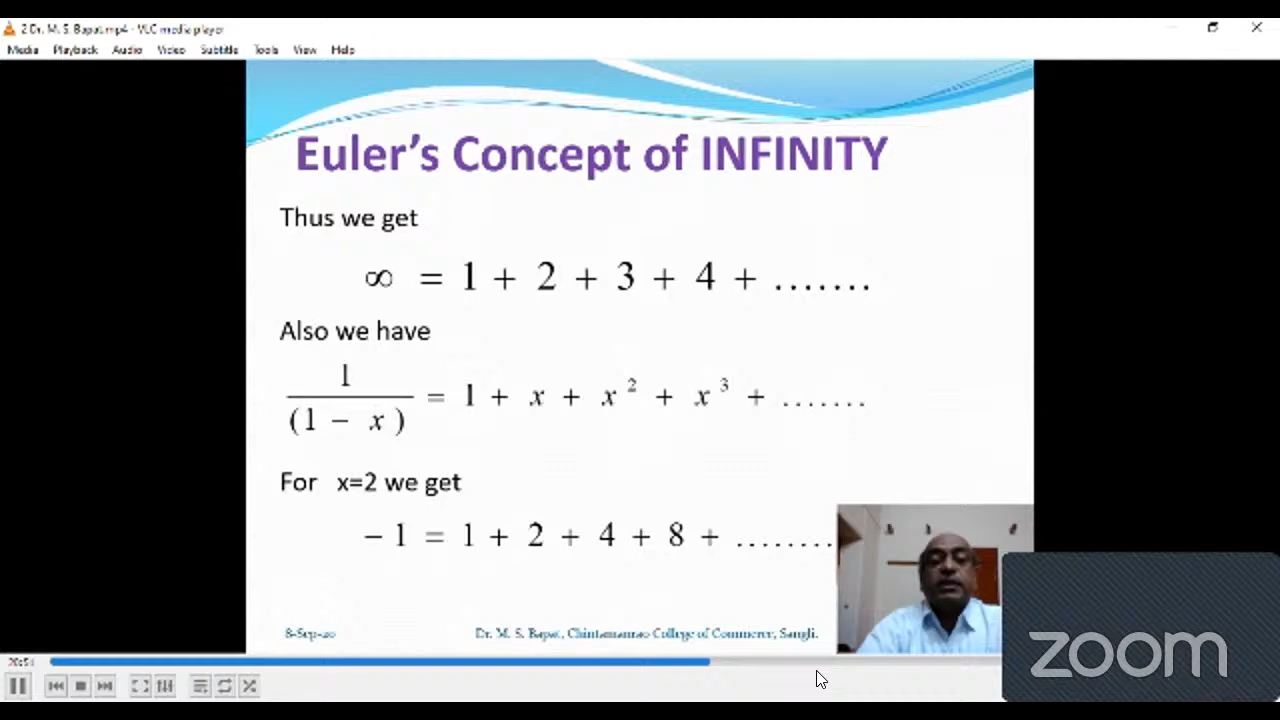 2 Dr. M. S. Bapat.mp4 - VLC media player
Media Playback Audio Video Subtitle Tools View Help
Euler's Concept of INFINITY
Thus we get
∞ = 1 + 2 + 3 + 4 + .......
Also we have
1/(1 − x) = 1 + x + x² + x³ + .......
For x=2 we get
− 1 = 1 + 2 + 4 + 8 + ........
8-Sep-20 Dr. M. S. Bapat, Chintamanrao College of Commerce, Sangli.
zoom